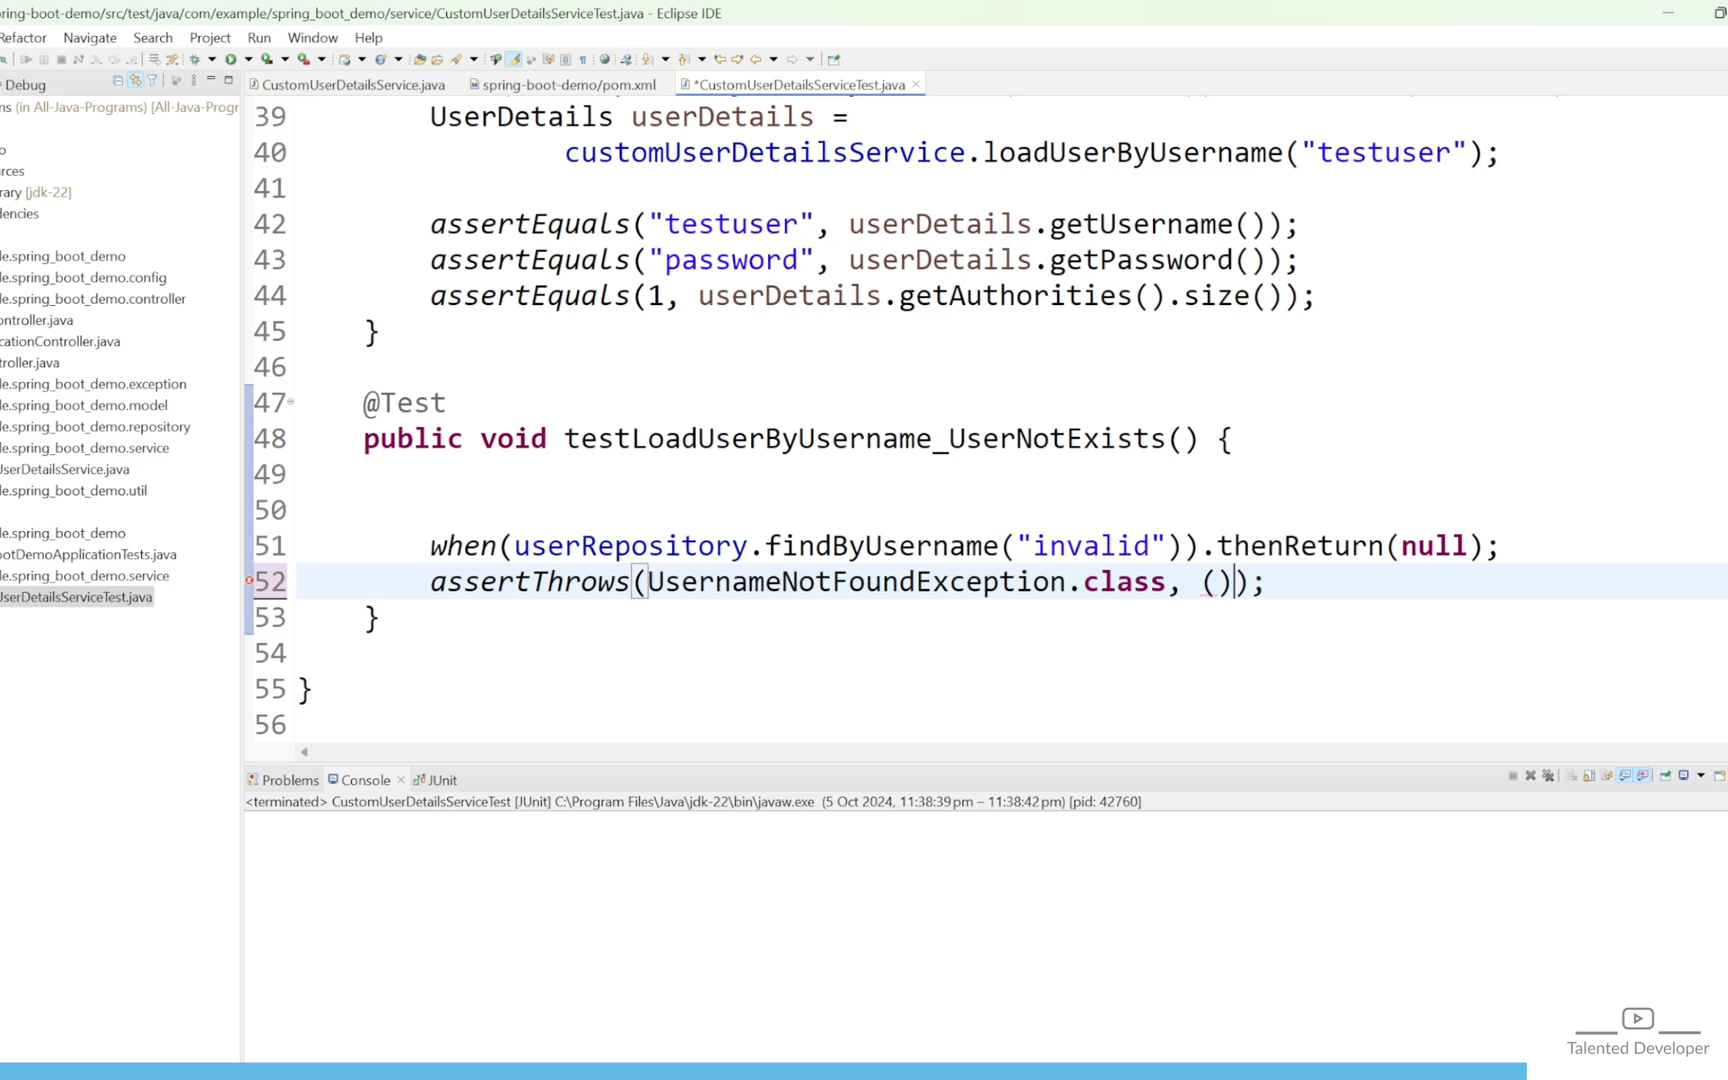 ring-boot-demo/src/test/java/com/example/spring_boot_demo/service/CustomUserDetailsServiceTest.java - Eclipse IDE
Refactor Navigate Search Project Run Window Help
Debug
CustomUserDetailsService.java spring-boot-demo/pom.xml *CustomUserDetailsServiceTest.java
ms (in All-Java-Programs) [All-Java-Progr
o
rces
rary [jdk-22]
dencies
le.spring_boot_demo
le.spring_boot_demo.config
le.spring_boot_demo.controller
ontroller.java
cationController.java
troller.java
le.spring_boot_demo.exception
le.spring_boot_demo.model
le.spring_boot_demo.repository
le.spring_boot_demo.service
UserDetailsService.java
le.spring_boot_demo.util
le.spring_boot_demo
ootDemoApplicationTests.java
le.spring_boot_demo.service
UserDetailsServiceTest.java
39 UserDetails userDetails =
40 customUserDetailsService.loadUserByUsername("testuser");
41
42 assertEquals("testuser", userDetails.getUsername());
43 assertEquals("password", userDetails.getPassword());
44 assertEquals(1, userDetails.getAuthorities().size());
45 }
46
47 @Test
48 public void testLoadUserByUsername_UserNotExists() {
49
50
51 when(userRepository.findByUsername("invalid")).thenReturn(null);
52 assertThrows(UsernameNotFoundException.class, ());
53 }
54
55 }
56
Problems Console JUnit
<terminated> CustomUserDetailsServiceTest [JUnit] C:\Program Files\Java\jdk-22\bin\javaw.exe (5 Oct 2024, 11:38:39 pm – 11:38:42 pm) [pid: 42760]
Talented Developer